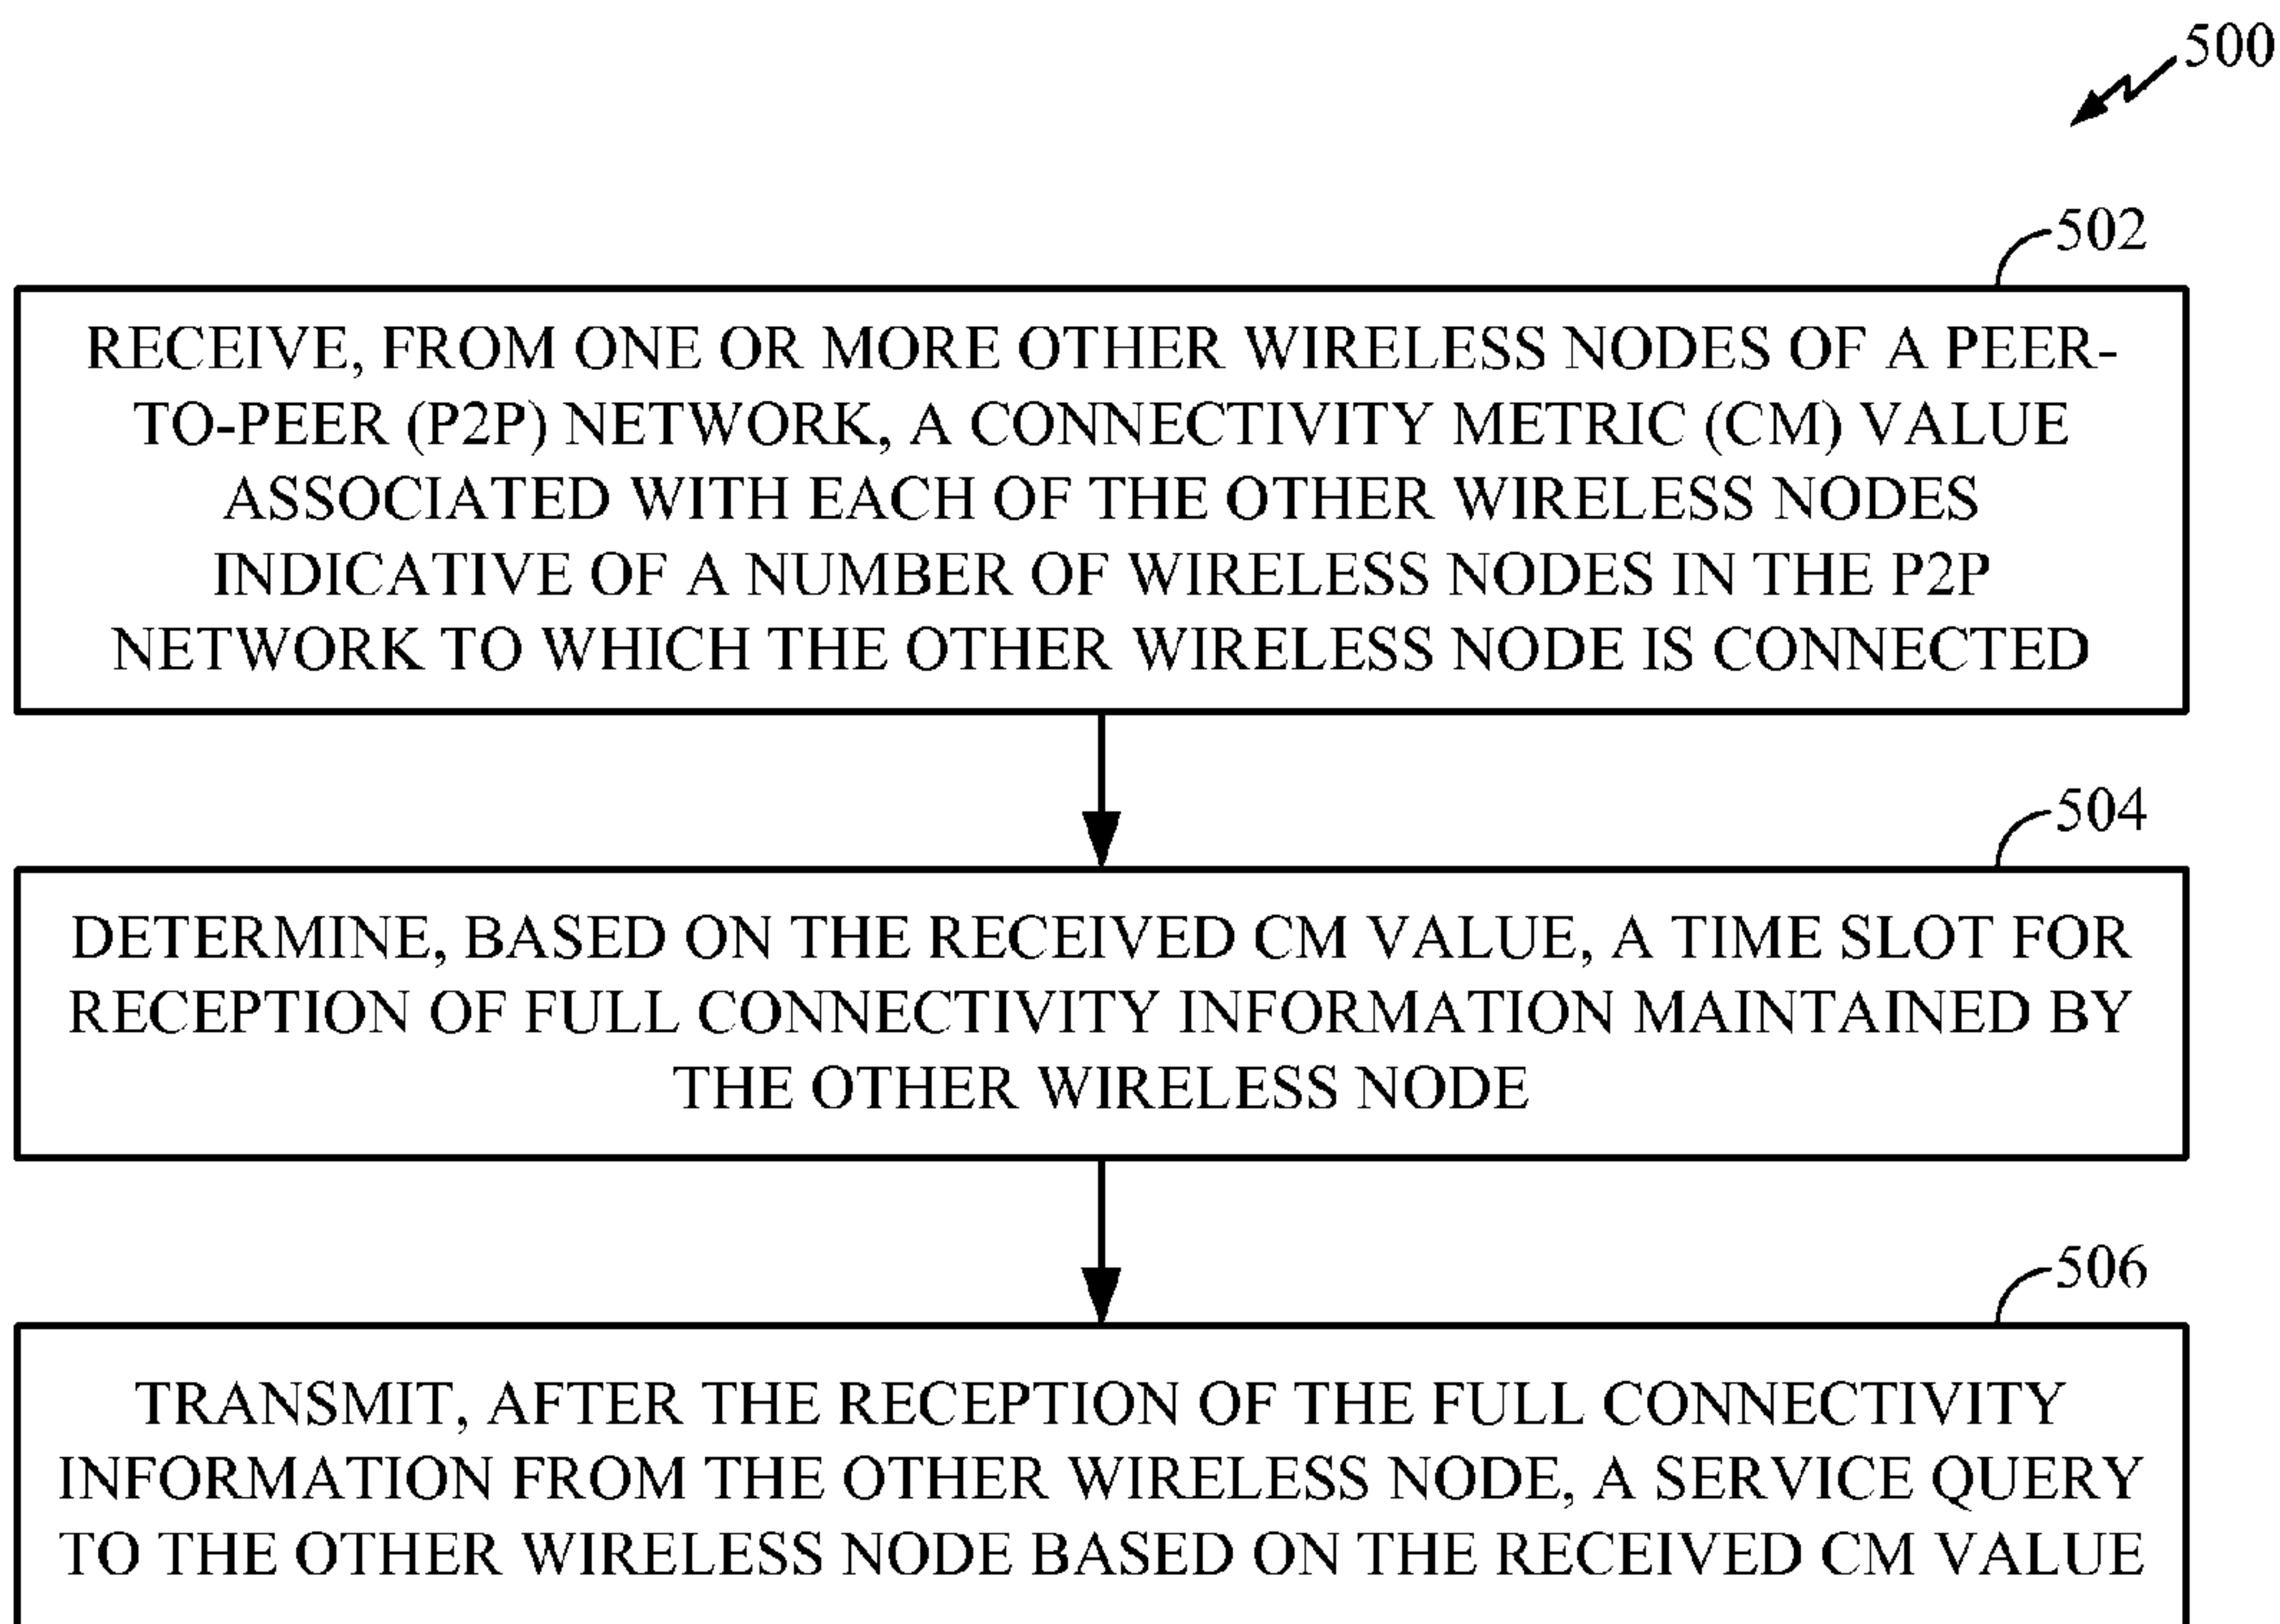 500
502
RECEIVE, FROM ONE OR MORE OTHER WIRELESS NODES OF A PEER-
TO-PEER (P2P) NETWORK, A CONNECTIVITY METRIC (CM) VALUE
ASSOCIATED WITH EACH OF THE OTHER WIRELESS NODES
INDICATIVE OF A NUMBER OF WIRELESS NODES IN THE P2P
NETWORK TO WHICH THE OTHER WIRELESS NODE IS CONNECTED
504
DETERMINE, BASED ON THE RECEIVED CM VALUE, A TIME SLOT FOR
RECEPTION OF FULL CONNECTIVITY INFORMATION MAINTAINED BY
THE OTHER WIRELESS NODE
506
TRANSMIT, AFTER THE RECEPTION OF THE FULL CONNECTIVITY
INFORMATION FROM THE OTHER WIRELESS NODE, A SERVICE QUERY
TO THE OTHER WIRELESS NODE BASED ON THE RECEIVED CM VALUE